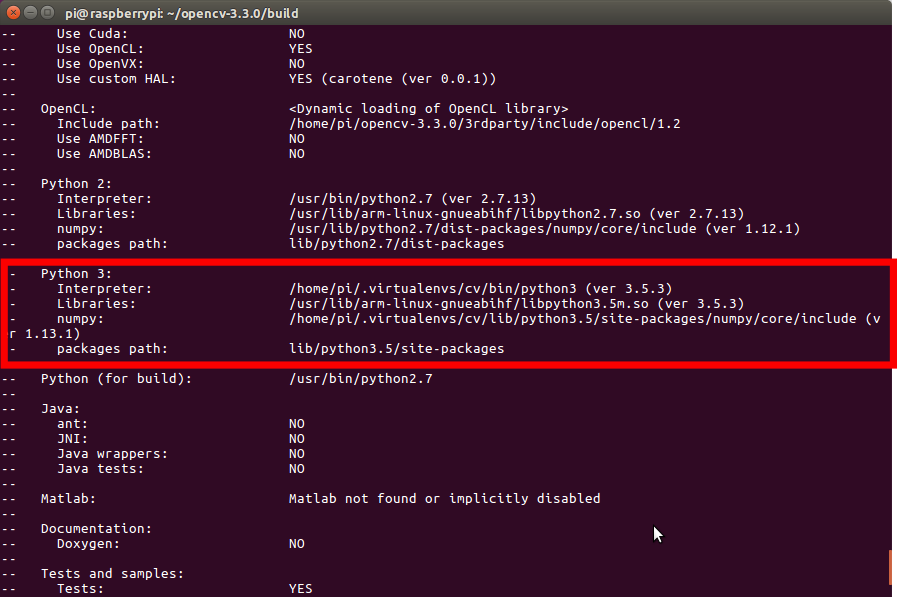 pi@raspberrypi: ~/opencv-3.3.0/build
--     Use Cuda:                    NO
--     Use OpenCL:                  YES
--     Use OpenVX:                  NO
--     Use custom HAL:              YES (carotene (ver 0.0.1))
--
--   OpenCL:                        <Dynamic loading of OpenCL library>
--     Include path:                /home/pi/opencv-3.3.0/3rdparty/include/opencl/1.2
--     Use AMDFFT:                  NO
--     Use AMDBLAS:                 NO
--
--   Python 2:
--     Interpreter:                 /usr/bin/python2.7 (ver 2.7.13)
--     Libraries:                   /usr/lib/arm-linux-gnueabihf/libpython2.7.so (ver 2.7.13)
--     numpy:                       /usr/lib/python2.7/dist-packages/numpy/core/include (ver 1.12.1)
--     packages path:               lib/python2.7/dist-packages
-   Python 3:
-     Interpreter:                 /home/pi/.virtualenvs/cv/bin/python3 (ver 3.5.3)
-     Libraries:                   /usr/lib/arm-linux-gnueabihf/libpython3.5m.so (ver 3.5.3)
-     numpy:                       /home/pi/.virtualenvs/cv/lib/python3.5/site-packages/numpy/core/include (v
r 1.13.1)
-     packages path:               lib/python3.5/site-packages
--   Python (for build):            /usr/bin/python2.7
--
--   Java:
--     ant:                         NO
--     JNI:                         NO
--     Java wrappers:               NO
--     Java tests:                  NO
--
--   Matlab:                        Matlab not found or implicitly disabled
--
--   Documentation:
--     Doxygen:                     NO
--
--   Tests and samples:
--     Tests:                       YES